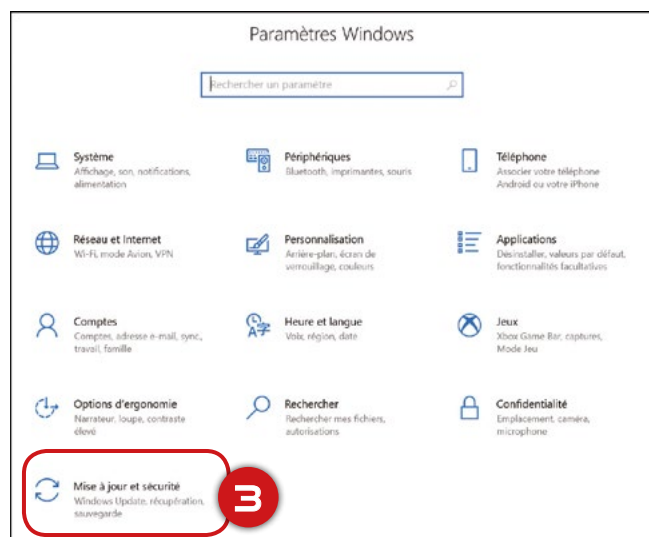 Paramètres Windows
Rechercher un paramètre
Système
Affichage, son, notifications,
alimentation
Périphériques
Bluetooth, imprimantes, souris
Téléphone
Associer votre téléphone
Android ou votre iPhone
Réseau et Internet
Wi-Fi, mode Avion, VPN
Personnalisation
Arrière-plan, écran de
verrouillage, couleurs
Applications
Désinstaller, valeurs par défaut,
fonctionnalités facultatives
Comptes
Comptes, adresse e-mail, sync.,
travail, famille
Heure et langue
Voix, région, date
Jeux
Xbox Game Bar, captures,
Mode Jeu
Options d'ergonomie
Narrateur, loupe, contraste
élevé
Rechercher
Rechercher mes fichiers,
autorisations
Confidentialité
Emplacement, caméra,
microphone
Mise à jour et sécurité
Windows Update, récupération,
sauvegarde
3